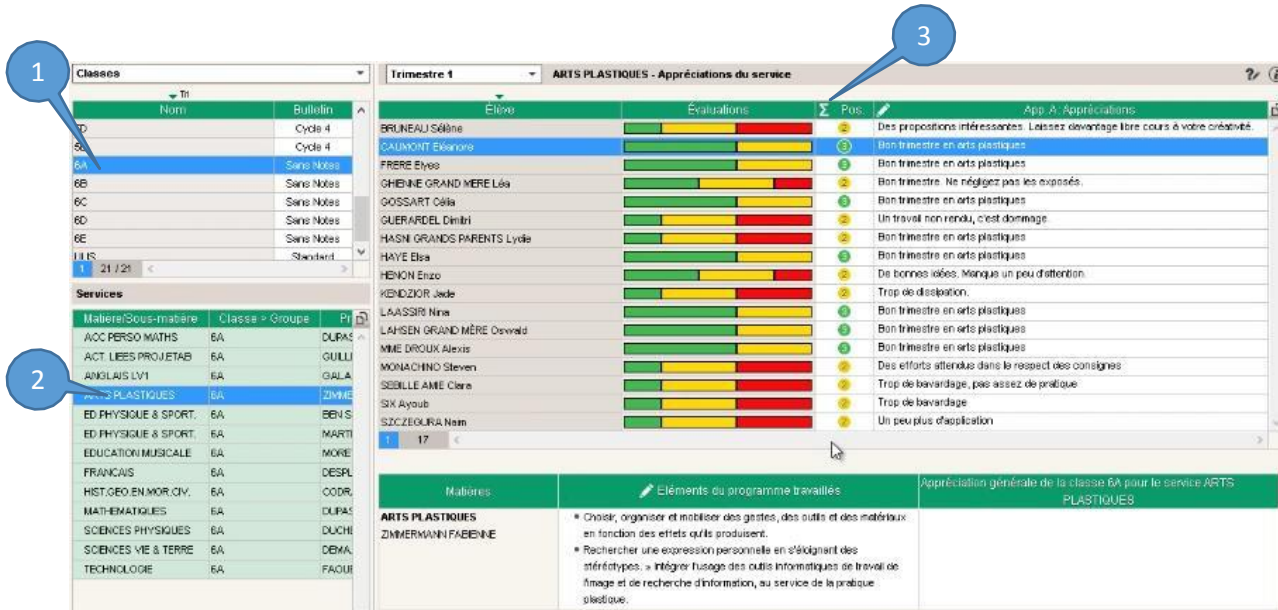 1
2
3
Classes
Tri
Nom Bulletin
5D Cycle 4
5E Cycle 4
6A Sans Notes
6B Sans Notes
6C Sans Notes
6D Sans Notes
6E Sans Notes
ULIS Standard
1 21 / 21
Services
Matière/Sous-matière Classe > Groupe
ACC PERSO MATHS 6A DUPAS
ACT. LIEES PROJ.ETAB 6A GUILLI
ANGLAIS LV1 6A GALA
ARTS PLASTIQUES 6A ZIMME
ED.PHYSIQUE & SPORT. 6A BEN S
ED.PHYSIQUE & SPORT. 6A MARTI
EDUCATION MUSICALE 6A MORE
FRANCAIS 6A DESPL
HIST.GEO.EN.MOR.CIV. 6A CODR
MATHEMATIQUES 6A DUPAS
SCIENCES PHYSIQUES 6A DUCHE
SCIENCES VIE & TERRE 6A DEMA
TECHNOLOGIE 6A FAQUE
Trimestre 1 ARTS PLASTIQUES - Appréciations du service
Élève Évaluations Σ Pos. App. A: Appréciations
BRUNEAU Sélène 2 Des propositions intéressantes. Laissez davantage libre cours à votre créativité.
CAUMONT Eléanore 3 Bon trimestre en arts plastiques
FRERE Elyes 3 Bon trimestre en arts plastiques
GHIENNE GRAND MERE Léa 2 Bon trimestre. Ne négligez pas les exposés.
GOSSART Célia 3 Bon trimestre en arts plastiques
GUERARDEL Dimitri 2 Un travail non rendu, c'est dommage.
HASNI GRANDS PARENTS Lydie 2 Bon trimestre en arts plastiques
HAYE Elsa 3 Bon trimestre en arts plastiques
HENON Enzo 2 De bonnes idées. Manque un peu d'attention.
KENDZIOR Jade 2 Trop de dissipation.
LAASSIRI Nina 3 Bon trimestre en arts plastiques
LAHSEN GRAND MÈRE Oswald 3 Bon trimestre en arts plastiques
MME DROUX Alexis 3 Bon trimestre en arts plastiques
MONACHINO Steven 2 Des efforts attendus dans le respect des consignes
SEBILLE AMIE Clara 2 Trop de bavardage, pas assez de pratique
SIX Ayoub 2 Trop de bavardage
SZCZEGURA Naim 2 Un peu plus d'application
1 17
Matières Eléments du programme travaillés Appréciation générale de la classe 6A pour le service ARTS
PLASTIQUES
ARTS PLASTIQUES
ZIMMERMANN FABIENNE
• Choisir, organiser et mobiliser des gestes, des outils et des matériaux
en fonction des effets qu'ils produisent.
• Rechercher une expression personnelle en s'éloignant des
stéréotypes. » Intégrer l'usage des outils informatiques de travail de
l'image et de recherche d'information, au service de la pratique
plastique.